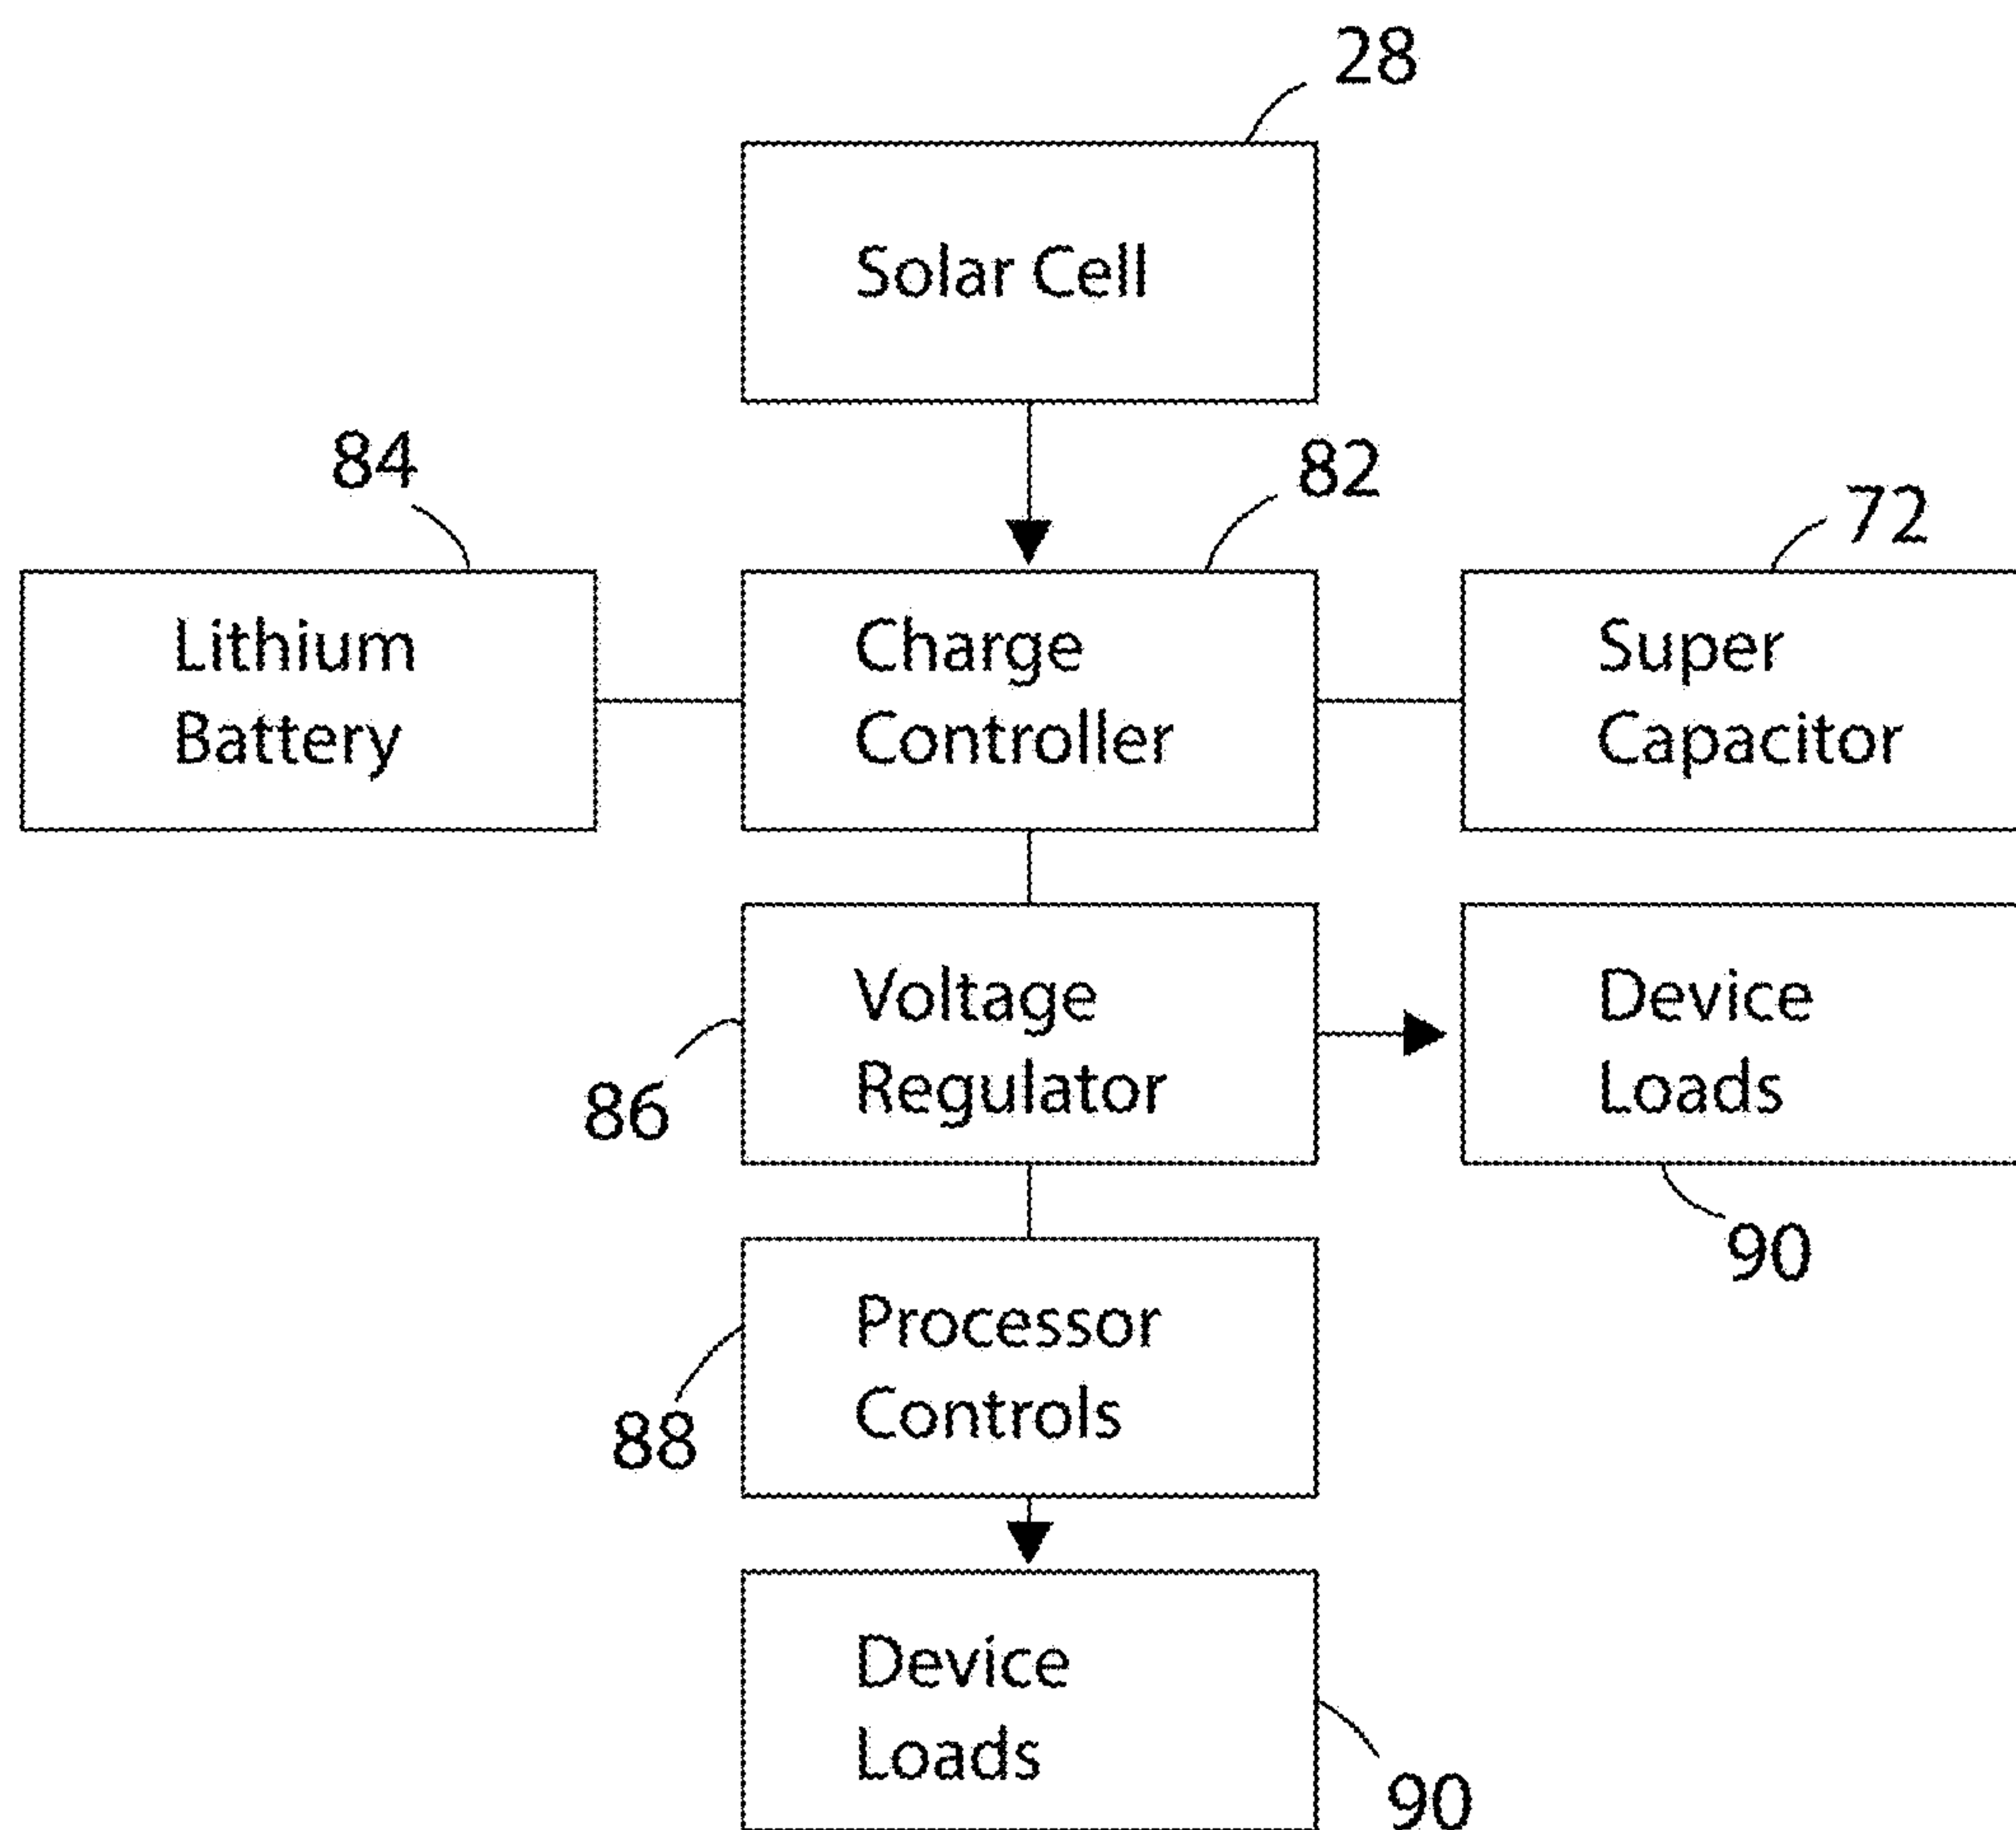 28
Solar Cell
84
82
72
Lithium
Battery
Charge
Controller
Super
Capacitor
Voltage
Regulator
Device
Loads
86
90
Processor
Controls
88
Device
Loads
90